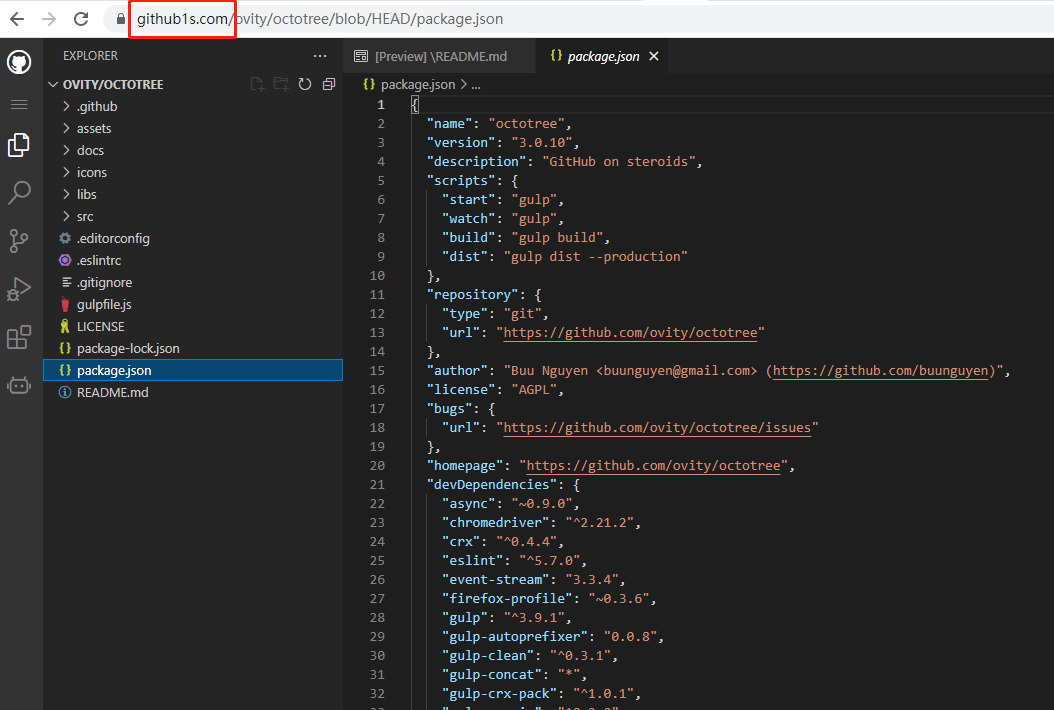 github1s.com/ovity/octotree/blob/HEAD/package.json
EXPLORER
...
[Preview] \README.md
{} package.json
OVITY/OCTOTREE
{} package.json > ...
.github
assets
docs
icons
libs
src
.editorconfig
.eslintrc
.gitignore
gulpfile.js
LICENSE
{} package-lock.json
{} package.json
README.md
1 {
2 "name": "octotree",
3 "version": "3.0.10",
4 "description": "GitHub on steroids",
5 "scripts": {
6 "start": "gulp",
7 "watch": "gulp",
8 "build": "gulp build",
9 "dist": "gulp dist --production"
10 },
11 "repository": {
12 "type": "git",
13 "url": "https://github.com/ovity/octotree"
14 },
15 "author": "Buu Nguyen <buunguyen@gmail.com> (https://github.com/buunguyen)",
16 "license": "AGPL",
17 "bugs": {
18 "url": "https://github.com/ovity/octotree/issues"
19 },
20 "homepage": "https://github.com/ovity/octotree",
21 "devDependencies": {
22 "async": "~0.9.0",
23 "chromedriver": "^2.21.2",
24 "crx": "^0.4.4",
25 "eslint": "^5.7.0",
26 "event-stream": "3.3.4",
27 "firefox-profile": "~0.3.6",
28 "gulp": "^3.9.1",
29 "gulp-autoprefixer": "0.0.8",
30 "gulp-clean": "^0.3.1",
31 "gulp-concat": "*",
32 "gulp-crx-pack": "^1.0.1",